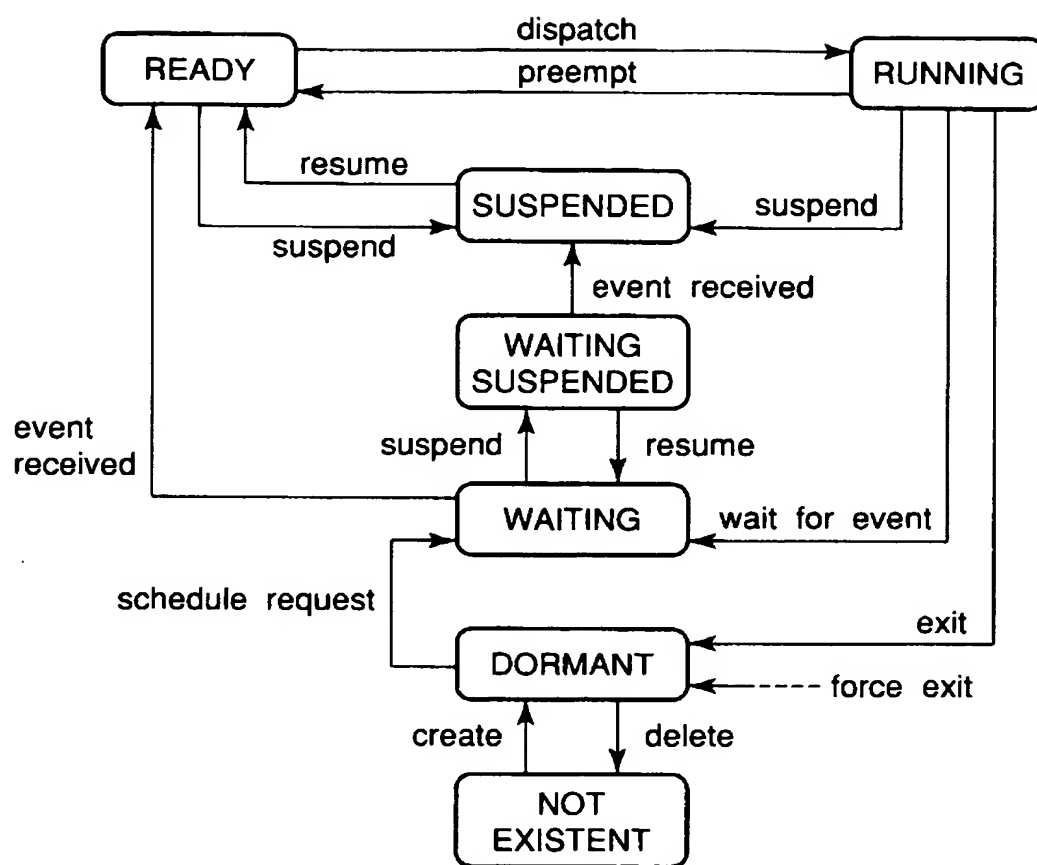 dispatch
READY
preempt
RUNNING
resume
SUSPENDED
suspend
suspend
event received
WAITING
SUSPENDED
event
received
suspend
resume
WAITING
wait for event
schedule request
exit
DORMANT
force exit
create
delete
NOT
EXISTENT